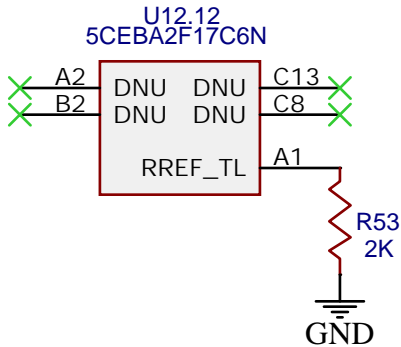 U12.12
5CEBA2F17C6N
A2 DNU DNU C13
B2 DNU DNU C8
RREF_TL A1
R53
2K
GND